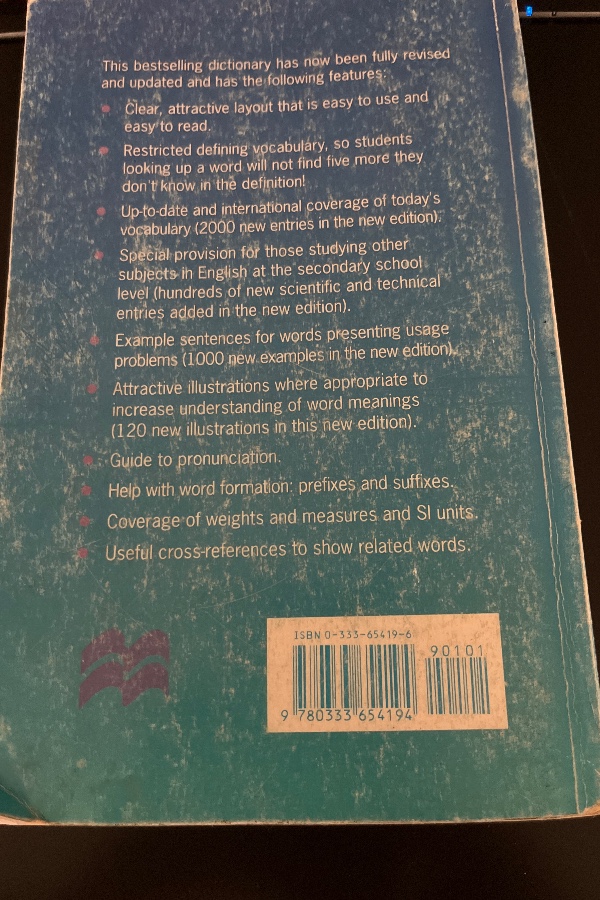 This bestselling dictionary has now been fully revised
and updated and has the following features:
• Clear, attractive layout that is easy to use and
easy to read.
• Restricted defining vocabulary, so students
looking up a word will not find five more they
don't know in the definition!
• Up-to-date and international coverage of today's
vocabulary (2000 new entries in the new edition).
• Special provision for those studying other
subjects in English at the secondary school
level (hundreds of new scientific and technical
entries added in the new edition).
• Example sentences for words presenting usage
problems (1000 new examples in the new edition).
• Attractive illustrations where appropriate to
increase understanding of word meanings
(120 new illustrations in this new edition).
• Guide to pronunciation.
• Help with word formation: prefixes and suffixes.
• Coverage of weights and measures and SI units.
• Useful cross-references to show related words.
ISBN 0-333-65419-6
90101
9 780333 654194